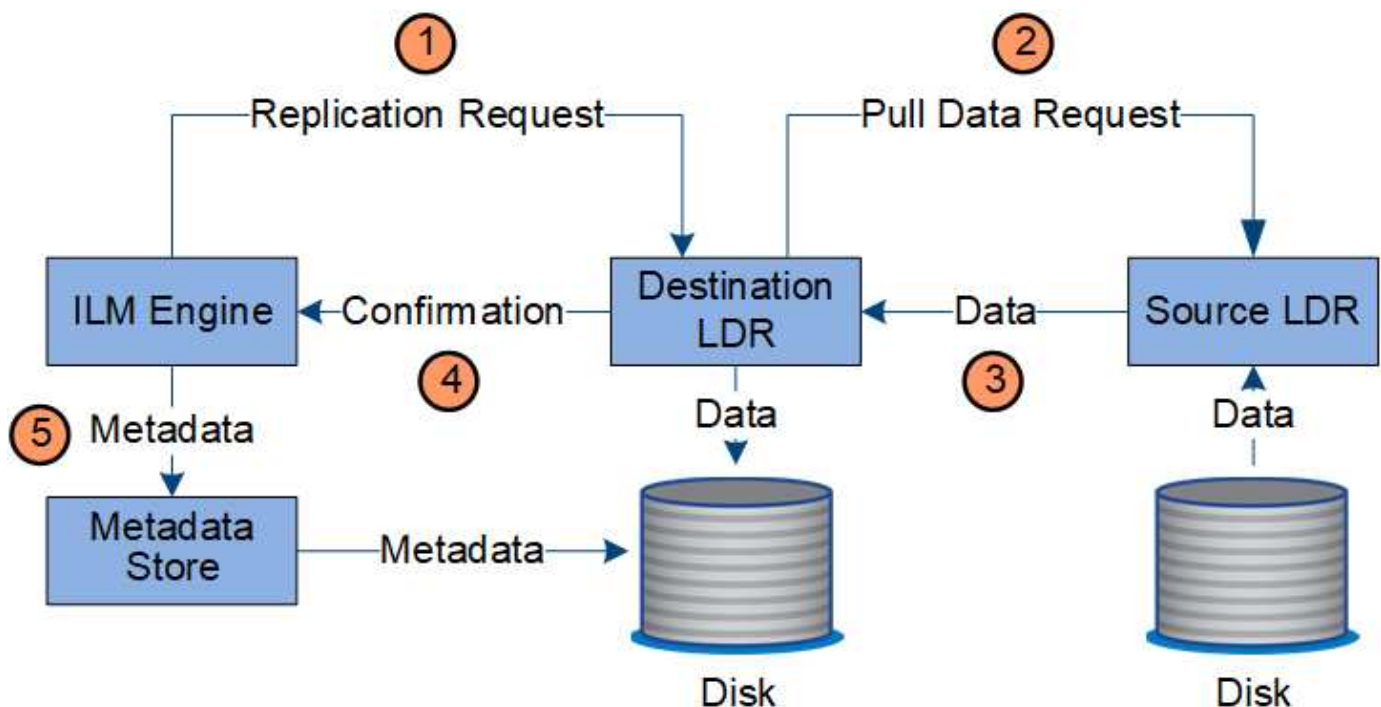 1
2
Replication Request
Pull Data Request
ILM Engine
Confirmation
Destination
LDR
Data
Source LDR
4
3
5
Metadata
Data
Data
Metadata
Store
Metadata
Disk
Disk